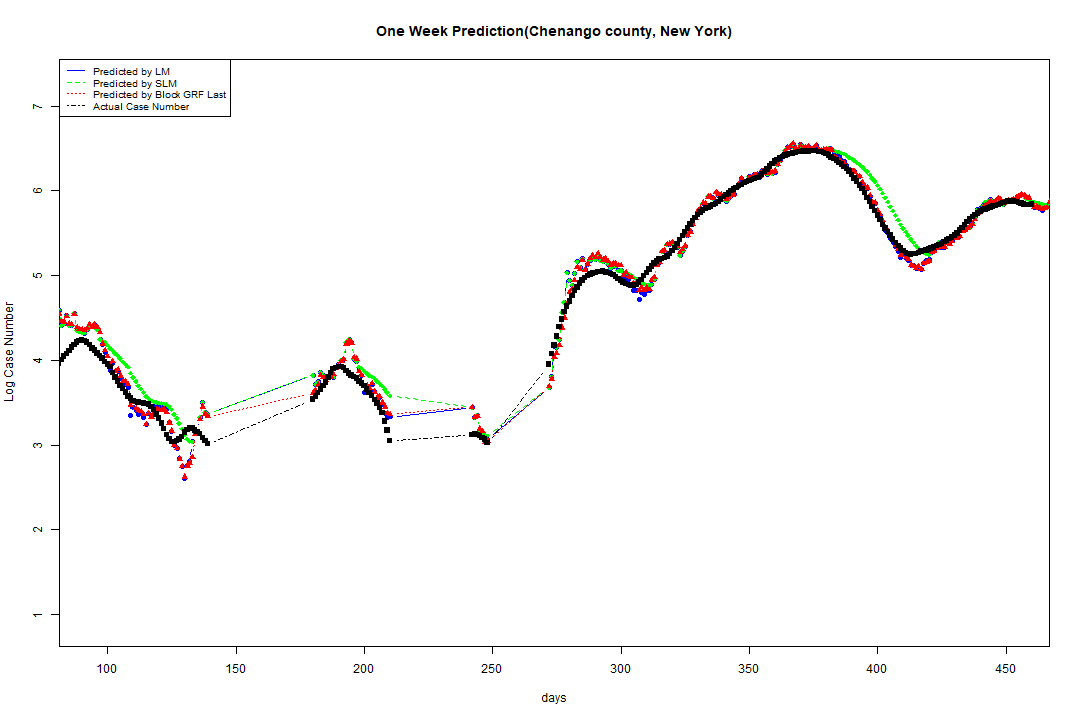 One Week Prediction(Chenango county, New York)
Predicted by LM
Predicted by SLM
Predicted by Block GRF Last
Actual Case Number
Log Case Number
7
6
5
4
3
2
1
100 150 200 250 300 350 400 450
days